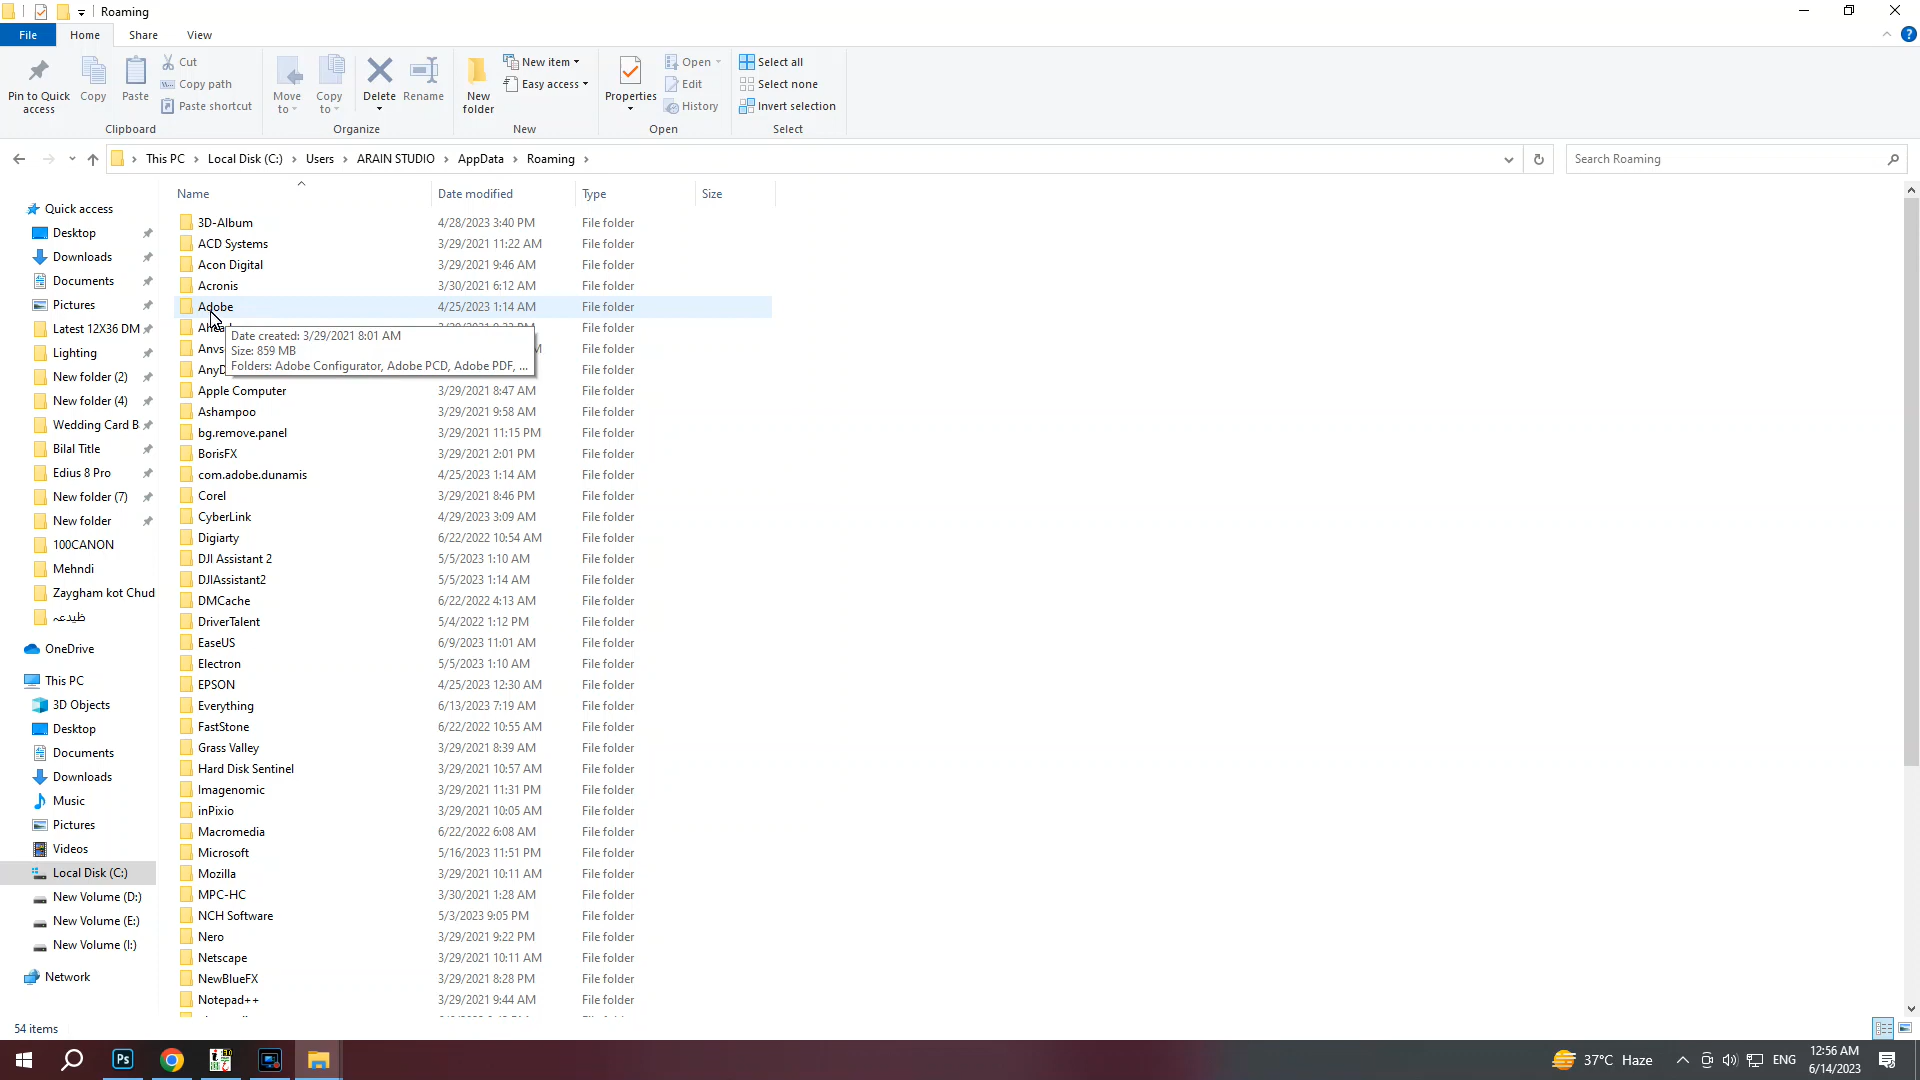 Roaming
File Home Share View
Pin to Quick access
Copy
Paste
Cut
Copy path
Paste shortcut
Clipboard
Move to
Copy to
Delete
Rename
Organize
New folder
New item
Easy access
New
Properties
Open
Edit
History
Open
Select all
Select none
Invert selection
Select
This PC › Local Disk (C:) › Users › ARAIN STUDIO › AppData › Roaming ›
Search Roaming
Quick access
Desktop
Downloads
Documents
Pictures
Latest 12X36 DM
Lighting
New folder (2)
New folder (4)
Wedding Card B
Bilal Title
Edius 8 Pro
New folder (7)
New folder
100CANON
Mehndi
Zaygham kot Chud
OneDrive
This PC
3D Objects
Desktop
Documents
Downloads
Music
Pictures
Videos
Local Disk (C:)
New Volume (D:)
New Volume (E:)
New Volume (I:)
Network
Name Date modified Type Size
3D-Album 4/28/2023 3:40 PM File folder
ACD Systems 3/29/2021 11:22 AM File folder
Acon Digital 3/29/2021 9:46 AM File folder
Acronis 3/30/2021 6:12 AM File folder
Adobe 4/25/2023 1:14 AM File folder
File folder
Date created: 3/29/2021 8:01 AM
Size: 859 MB
Folders: Adobe Configurator, Adobe PCD, Adobe PDF, ...
File folder
File folder
Apple Computer 3/29/2021 8:47 AM File folder
Ashampoo 3/29/2021 9:58 AM File folder
bg.remove.panel 3/29/2021 11:15 PM File folder
BorisFX 3/29/2021 2:01 PM File folder
com.adobe.dunamis 4/25/2023 1:14 AM File folder
Corel 3/29/2021 8:46 PM File folder
CyberLink 4/29/2023 3:09 AM File folder
Digiarty 6/22/2022 10:54 AM File folder
DJI Assistant 2 5/5/2023 1:10 AM File folder
DJIAssistant2 5/5/2023 1:14 AM File folder
DMCache 6/22/2022 4:13 AM File folder
DriverTalent 5/4/2022 1:12 PM File folder
EaseUS 6/9/2023 11:01 AM File folder
Electron 5/5/2023 1:10 AM File folder
EPSON 4/25/2023 12:30 AM File folder
Everything 6/13/2023 7:19 AM File folder
FastStone 6/22/2022 10:55 AM File folder
Grass Valley 3/29/2021 8:39 AM File folder
Hard Disk Sentinel 3/29/2021 10:57 AM File folder
Imagenomic 3/29/2021 11:31 PM File folder
inPixio 3/29/2021 10:05 AM File folder
Macromedia 6/22/2022 6:08 AM File folder
Microsoft 5/16/2023 11:51 PM File folder
Mozilla 3/29/2021 10:11 AM File folder
MPC-HC 3/30/2021 1:28 AM File folder
NCH Software 5/3/2023 9:05 PM File folder
Nero 3/29/2021 9:22 PM File folder
Netscape 3/29/2021 10:11 AM File folder
NewBlueFX 3/29/2021 8:28 PM File folder
Notepad++ 3/29/2021 9:44 AM File folder
54 items
Ps
37°C Haze
ENG
12:56 AM
6/14/2023